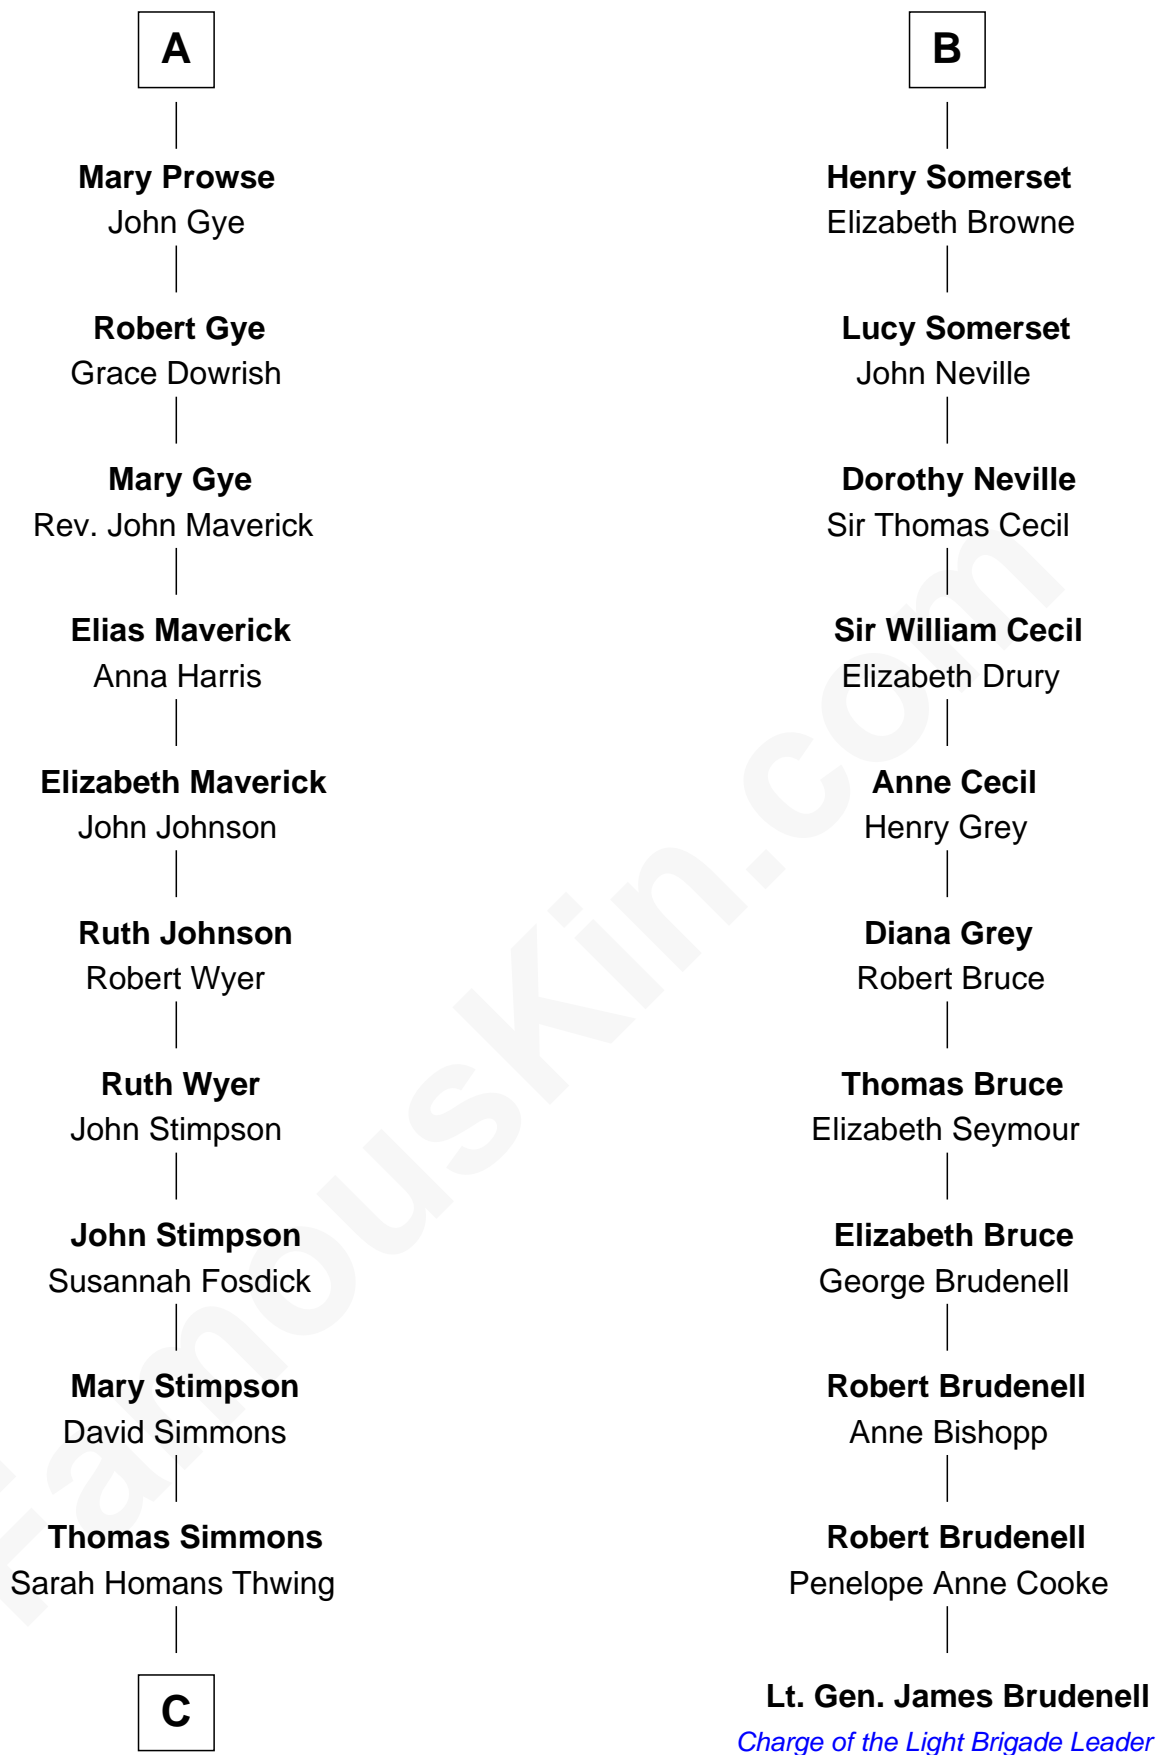 A
Mary Prowse
John Gye
Robert Gye
Grace Dowrish
Mary Gye
Rev. John Maverick
Elias Maverick
Anna Harris
Elizabeth Maverick
John Johnson
Ruth Johnson
Robert Wyer
Ruth Wyer
John Stimpson
John Stimpson
Susannah Fosdick
Mary Stimpson
David Simmons
Thomas Simmons
Sarah Homans Thwing
C
B
Henry Somerset
Elizabeth Browne
Lucy Somerset
John Neville
Dorothy Neville
Sir Thomas Cecil
Sir William Cecil
Elizabeth Drury
Anne Cecil
Henry Grey
Diana Grey
Robert Bruce
Thomas Bruce
Elizabeth Seymour
Elizabeth Bruce
George Brudenell
Robert Brudenell
Anne Bishopp
Robert Brudenell
Penelope Anne Cooke
Lt. Gen. James Brudenell
Charge of the Light Brigade Leader
FamousKin.com